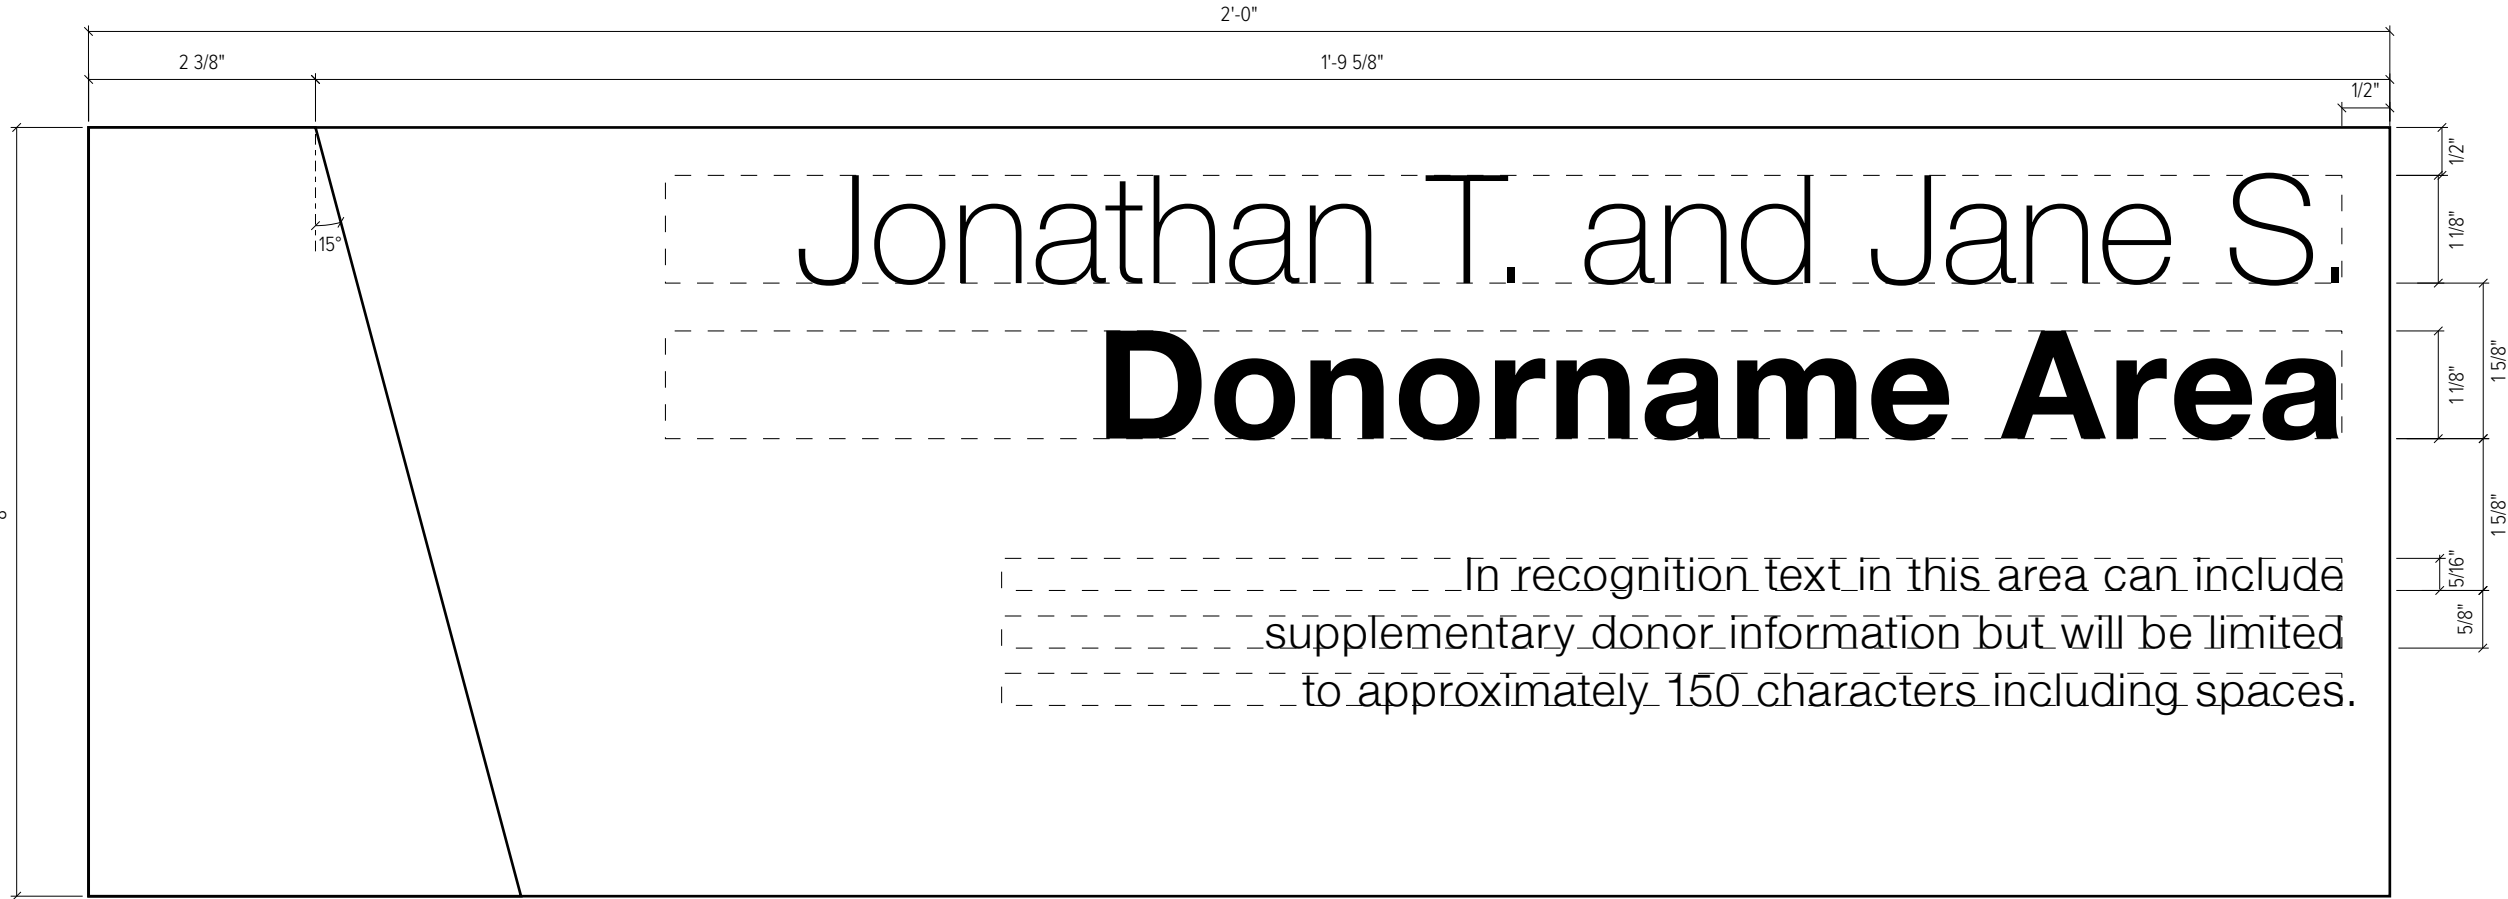 2'-0"
2 3/8"
1'-9 5/8"
1/2"
1/2"
Jonathan T. and Jane S.
1 1/8"
15°
Donorname Area
1 1/8"
1 5/8"
1 5/8"
In recognition text in this area can include
5/16"
supplementary donor information but will be limited
5/8"
to approximately 150 characters including spaces.